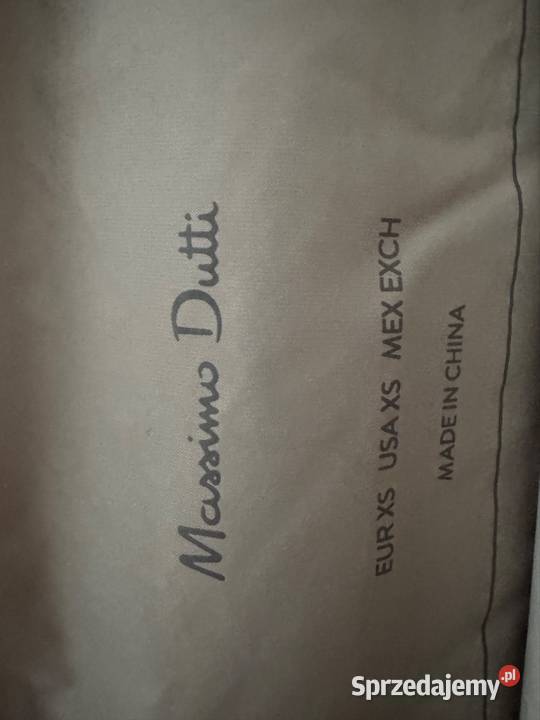 Massimo Dutti
EUR XS USA XS MEX EXCH
MADE IN CHINA
Sprzedajemy.pl